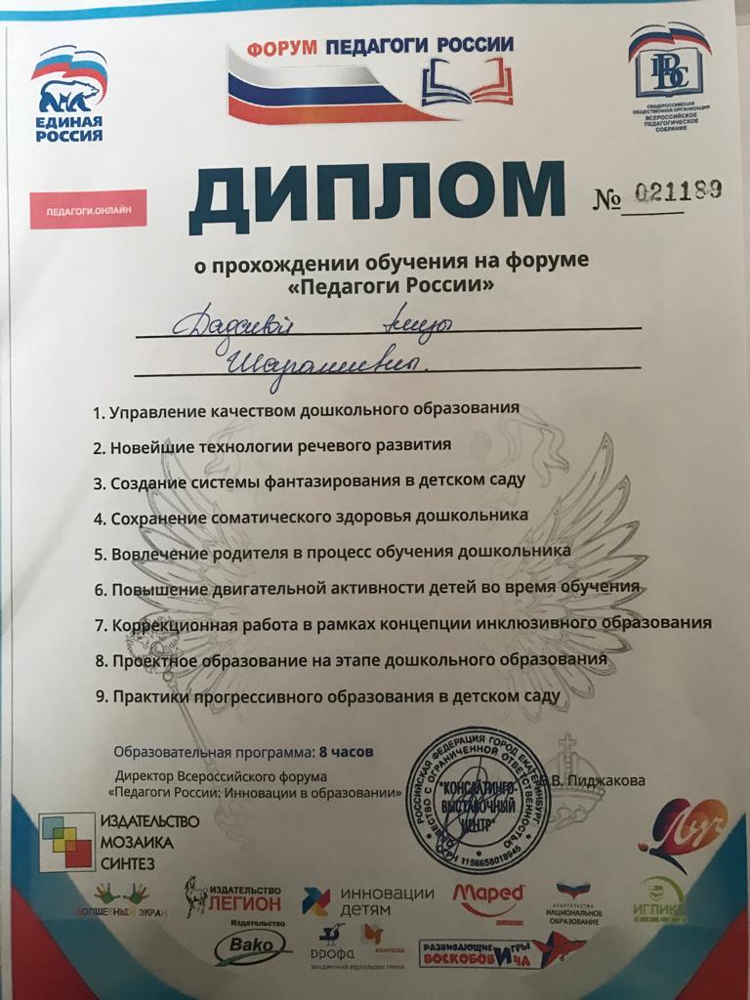 ЕДИНАЯ
РОССИЯ
ФОРУМ ПЕДАГОГИ РОССИИ
ВПС
ОБЩЕРОССИЙСКАЯ
ОБЩЕСТВЕННАЯ ОРГАНИЗАЦИЯ
ВСЕРОССИЙСКОЕ
ПЕДАГОГИЧЕСКОЕ
СОБРАНИЕ
ПЕДАГОГИ.ОНЛАЙН
ДИПЛОМ
№ 021189
о прохождении обучения на форуме
«Педагоги России»
1. Управление качеством дошкольного образования
2. Новейшие технологии речевого развития
3. Создание системы фантазирования в детском саду
4. Сохранение соматического здоровья дошкольника
5. Вовлечение родителя в процесс обучения дошкольника
6. Повышение двигательной активности детей во время обучения
7. Коррекционная работа в рамках концепции инклюзивного образования
8. Проектное образование на этапе дошкольного образования
9. Практики прогрессивного образования в детском саду
Образовательная программа: 8 часов
Директор Всероссийского форума
«Педагоги России: Инновации в образовании»
В. Пиджакова
РОССИЙСКАЯ ФЕДЕРАЦИЯ ГОРОД ЕКАТЕРИНБУРГ
ОБЩЕСТВО С ОГРАНИЧЕННОЙ ОТВЕТСТВЕННОСТЬЮ
"КОНСАЛТИНГО-
ВЫСТАВОЧНЫЙ
ЦЕНТР"
ОГРН 1156658018945
ИЗДАТЕЛЬСТВО
МОЗАИКА
СИНТЕЗ
Луч
ВОЛШЕБНЫЙ ЭКРАН
ИЗДАТЕЛЬСТВО
ЛЕГИОН
ИННОВАЦИИ
ДЕТЯМ
Maped
НАЦИОНАЛЬНОЕ
ОБРАЗОВАНИЕ
Издательство
Bako
ДРОФА
ВЕНТАНА
ОБЪЕДИНЕННАЯ ИЗДАТЕЛЬСКАЯ ГРУППА
РАЗВИВАЮЩИЕ ИГРЫ
ВОСКОБОВИЧА